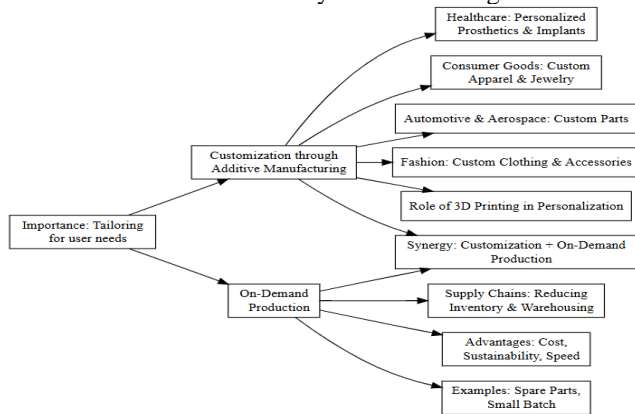 Healthcare: Personalized
Prosthetics & Implants
Consumer Goods: Custom
Apparel & Jewelry
Automotive & Aerospace: Custom Parts
Customization through
Additive Manufacturing
Fashion: Custom Clothing & Accessories
Role of 3D Printing in Personalization
Importance: Tailoring
for user needs
Synergy: Customization + On-Demand
Production
On-Demand
Production
Supply Chains: Reducing
Inventory & Warehousing
Advantages: Cost,
Sustainability, Speed
Examples: Spare Parts,
Small Batch